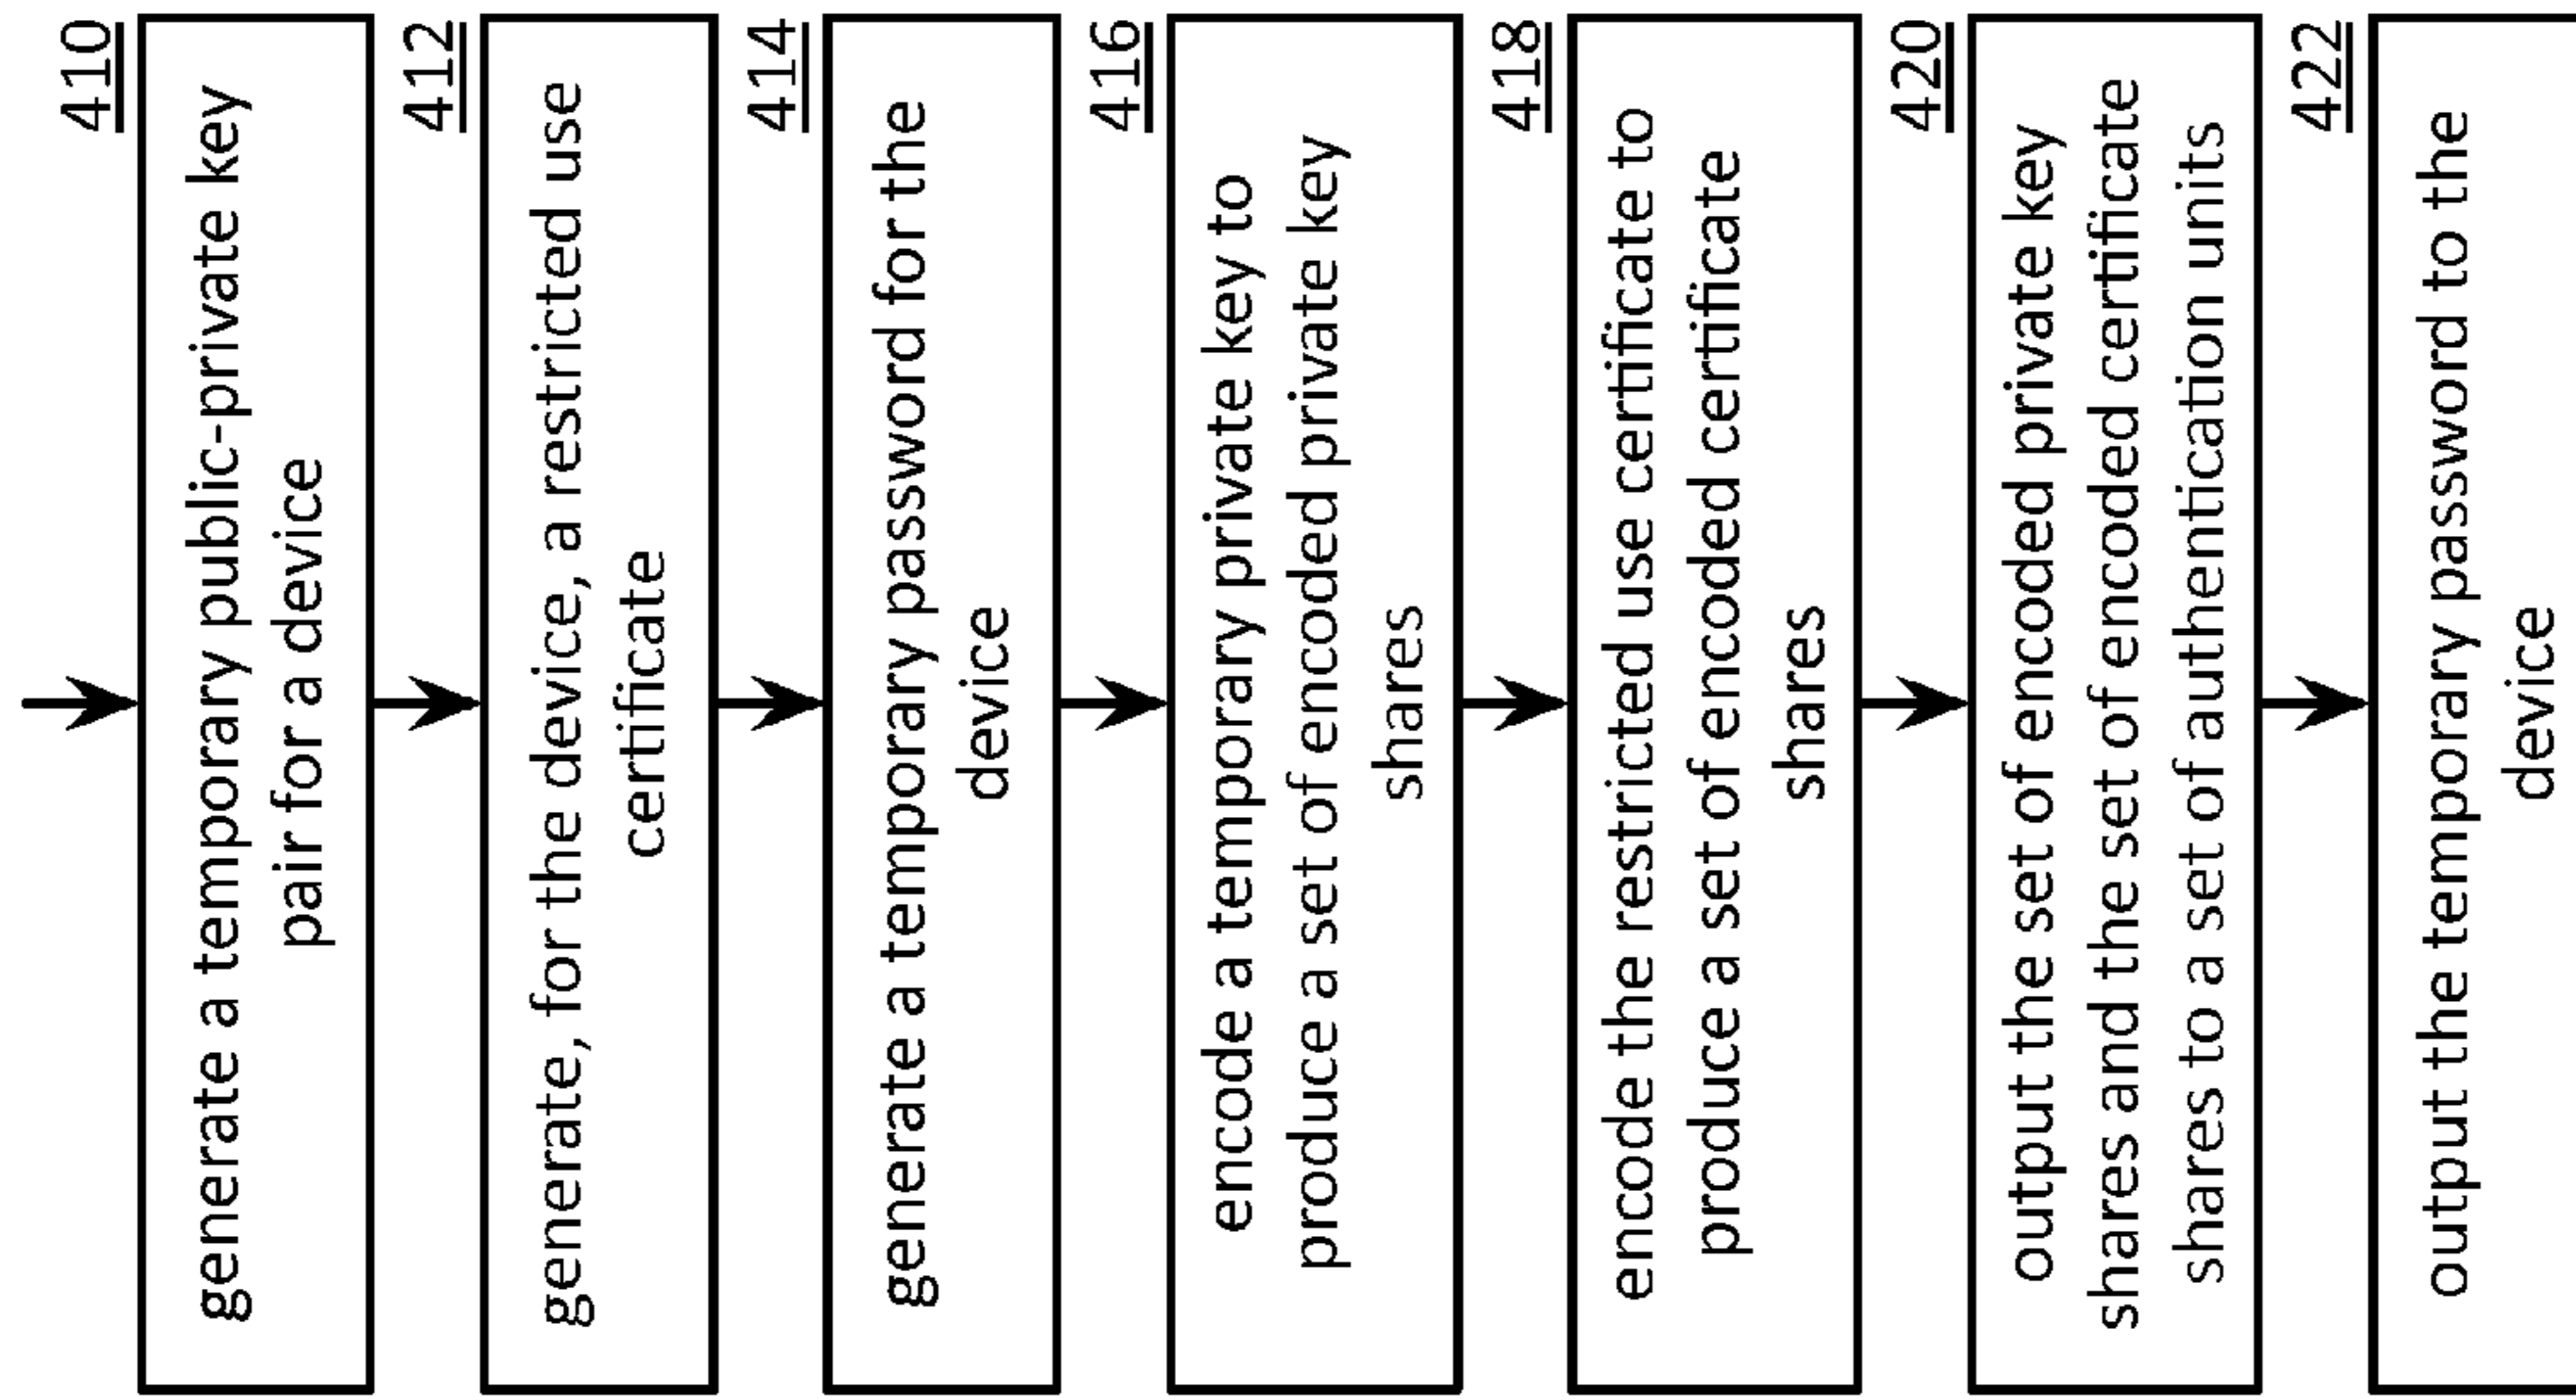 410
generate a temporary public-private key
pair for a device
412
generate, for the device, a restricted use
certificate
414
generate a temporary password for the
device
416
encode a temporary private key to
produce a set of encoded private key
shares
418
encode the restricted use certificate to
produce a set of encoded certificate
shares
420
output the set of encoded private key
shares and the set of encoded certificate
shares to a set of authentication units
422
output the temporary password to the
device